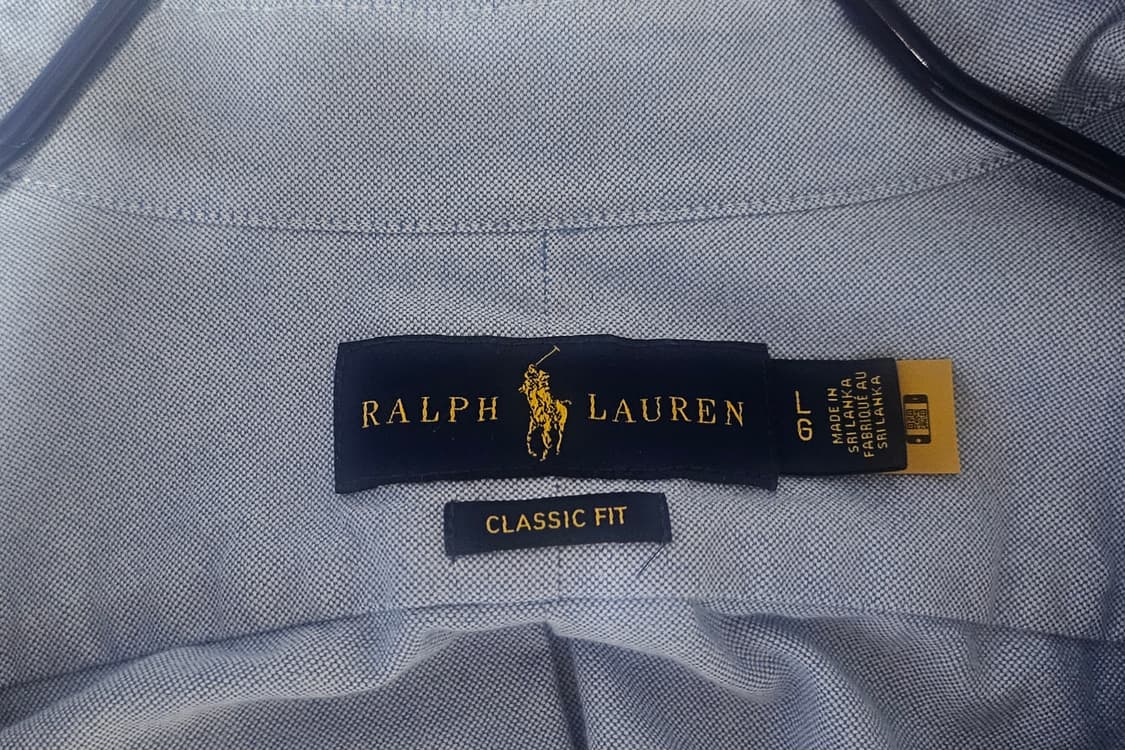 RALPH LAUREN
CLASSIC FIT
L
G
MADE IN
SRI LANKA
FABRIQUÉ AU
SRI LANKA